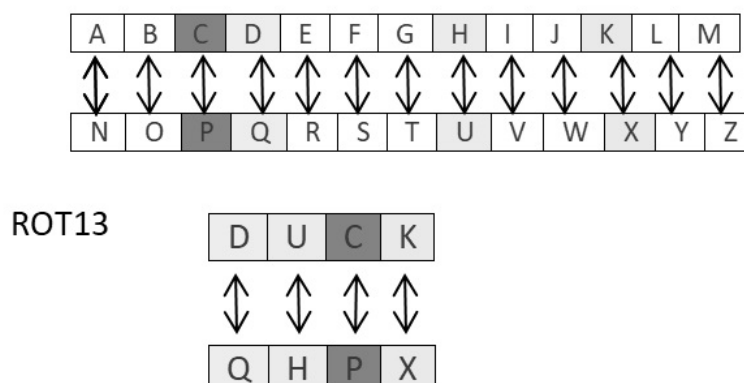 A B C D E F G H I J K L M
N O P Q R S T U V W X Y Z
ROT13
D U C K
Q H P X